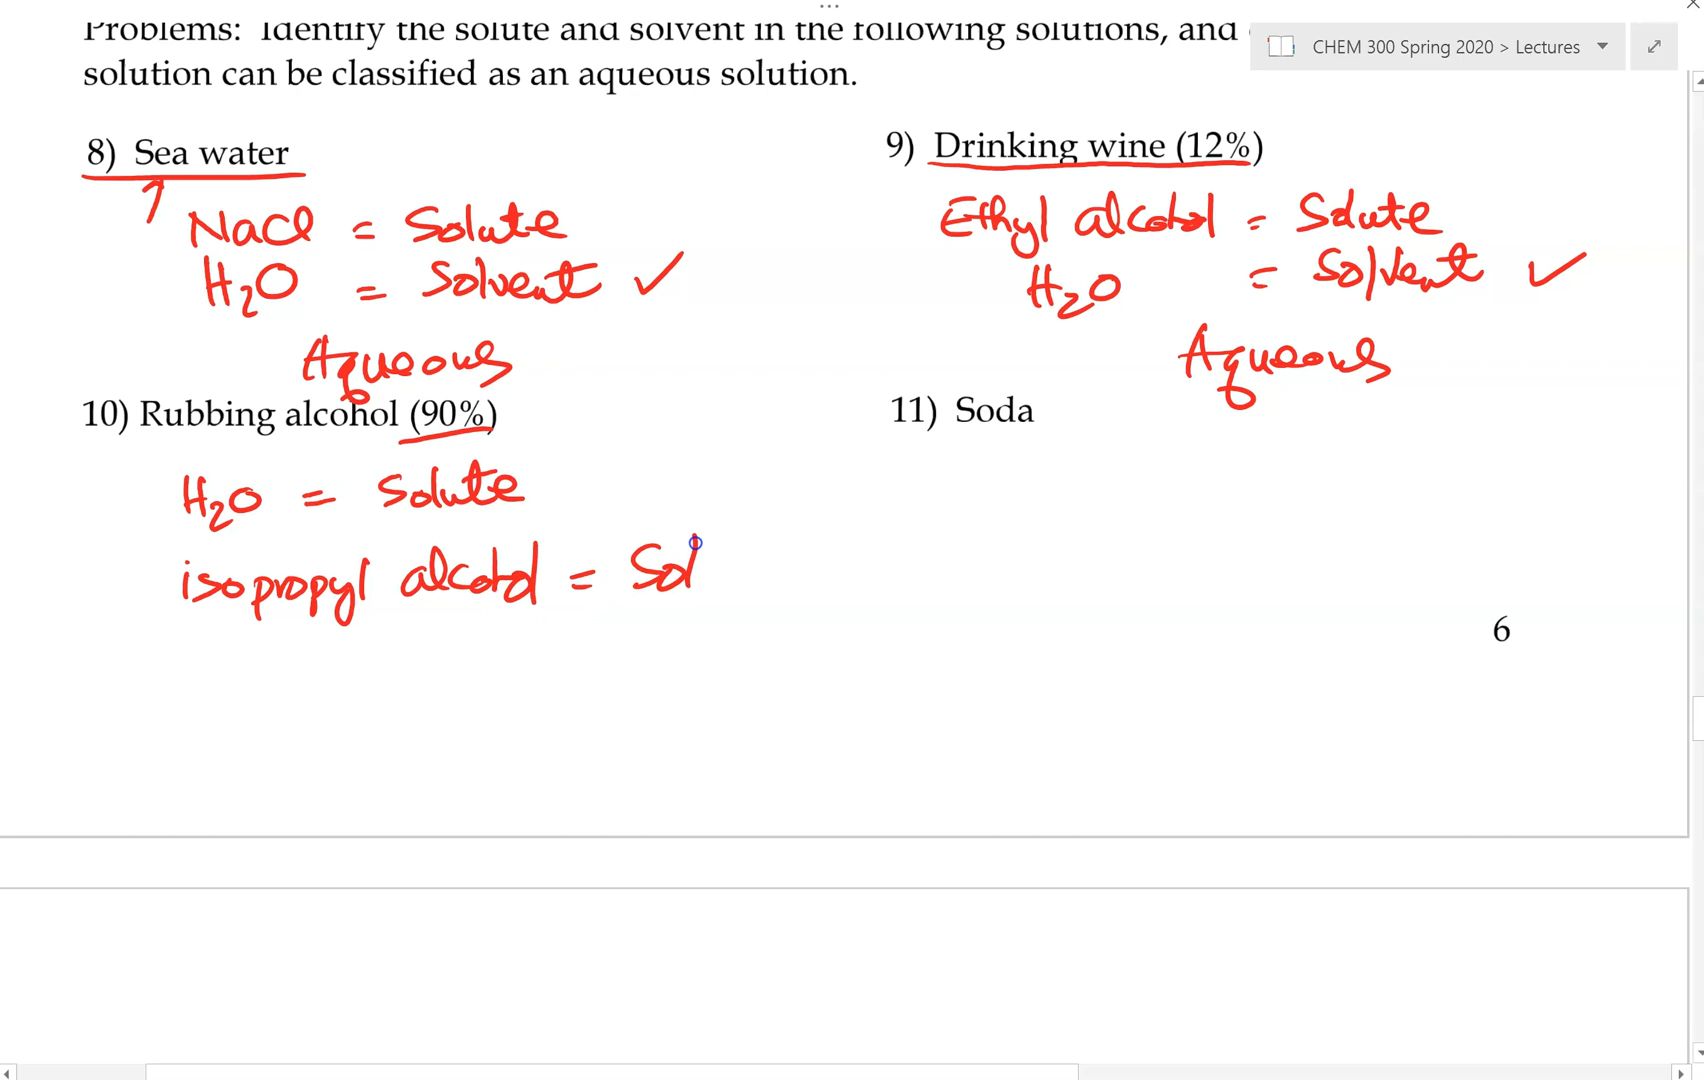 Problems: Identify the solute and solvent in the following solutions, and
CHEM 300 Spring 2020 > Lectures
solution can be classified as an aqueous solution.
8) Sea water
NaCl = Solute
H₂O = Solvent ✓
Aqueous
9) Drinking wine (12%)
Ethyl alcohol = Solute
H₂O = Solvent ✓
Aqueous
10) Rubbing alcohol (90%)
H₂O = Solute
isopropyl alcohol = Sol
11) Soda
6